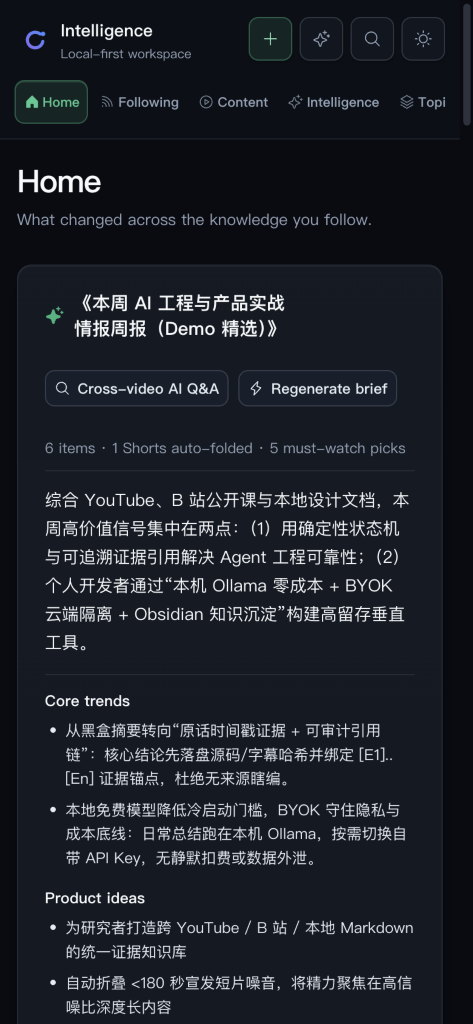 Intelligence
Local-first workspace
Home
Following
Content
Intelligence
Topi
Home
What changed across the knowledge you follow.
《本周 AI 工程与产品实战
情报周报（Demo 精选）》
Cross-video AI Q&A
Regenerate brief
6 items · 1 Shorts auto-folded · 5 must-watch picks
综合 YouTube、B 站公开课与本地设计文档，本
周高价值信号集中在两点：（1）用确定性状态机
与可追溯证据引用解决 Agent 工程可靠性；（2）
个人开发者通过“本机 Ollama 零成本 + BYOK
云端隔离 + Obsidian 知识沉淀”构建高留存垂直
工具。
Core trends
• 从黑盒摘要转向“原话时间戳证据 + 可审计引用
链”：核心结论先落盘源码/字幕哈希并绑定 [E1]..
[En] 证据锚点，杜绝无来源瞎编。
• 本地免费模型降低冷启动门槛，BYOK 守住隐私与
成本底线：日常总结跑在本机 Ollama，按需切换自
带 API Key，无静默扣费或数据外泄。
Product ideas
• 为研究者打造跨 YouTube / B 站 / 本地 Markdown
的统一证据知识库
• 自动折叠 <180 秒宣发短片噪音，将精力聚焦在高信
噪比深度长内容